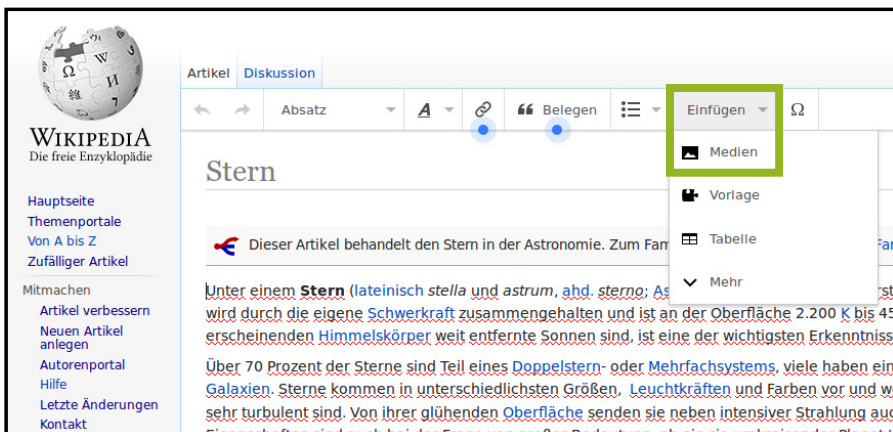 WIKIPEDIA
Die freie Enzyklopädie
Hauptseite
Themenportale
Von A bis Z
Zufälliger Artikel
Mitmachen
Artikel verbessern
Neuen Artikel
anlegen
Autorenportal
Hilfe
Letzte Änderungen
Kontakt
Artikel Diskussion
Absatz A Belegen Einfügen Ω
Medien
Vorlage
Tabelle
Mehr
Stern
Dieser Artikel behandelt den Stern in der Astronomie. Zum Fam
Unter einem Stern (lateinisch stella und astrum, ahd. sterno; As
wird durch die eigene Schwerkraft zusammengehalten und ist an der Oberfläche 2.200 K bis 45
erscheinenden Himmelskörper weit entfernte Sonnen sind, ist eine der wichtigsten Erkenntniss
Über 70 Prozent der Sterne sind Teil eines Doppelstern- oder Mehrfachsystems, viele haben ein
Galaxien. Sterne kommen in unterschiedlichsten Größen, Leuchtkräften und Farben vor und w
sehr turbulent sind. Von ihrer glühenden Oberfläche senden sie neben intensiver Strahlung auc